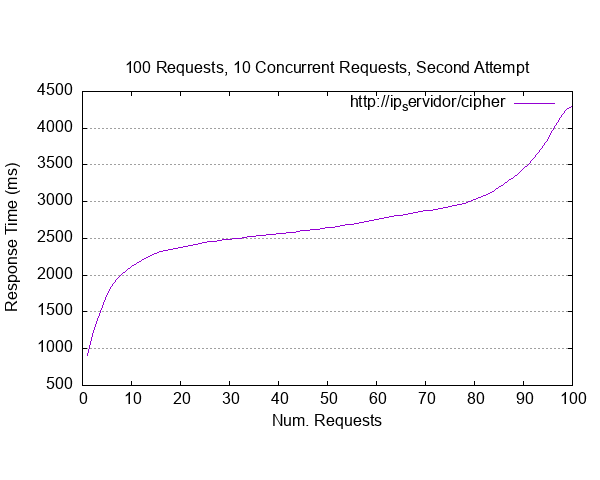 100 Requests, 10 Concurrent Requests, Second Attempt
http://ip_servidor/cipher
4500
4000
3500
3000
2500
2000
1500
1000
500
Response Time (ms)
0 10 20 30 40 50 60 70 80 90 100
Num. Requests